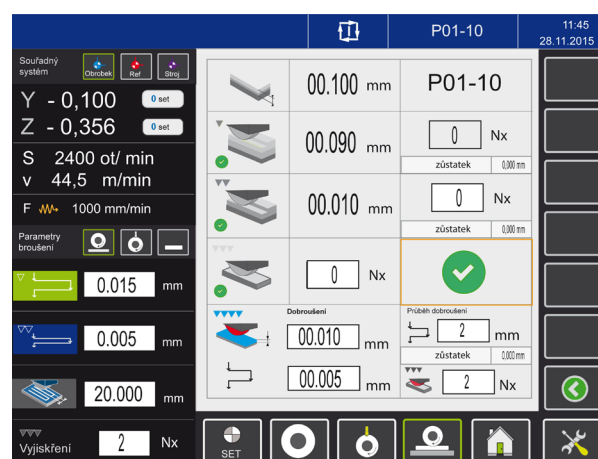 P01-10
11:45
28.11.2015
Souřadný
systém
Obrobek
Ref
Stroj
Y - 0,100
0 set
Z - 0,356
0 set
S 2400 ot/ min
v 44,5 m/min
F 1000 mm/min
Parametry
broušení
0.015 mm
0.005 mm
20.000 mm
Vyjiskření 2 Nx
00.100 mm P01-10
00.090 mm 0 Nx
zůstatek 0,000 mm
00.010 mm 0 Nx
zůstatek 0,000 mm
0 Nx
Dobroušení
00.010 mm
00.005 mm
Průběh dobroušení
2 mm
zůstatek 0,000 mm
2 Nx
SET